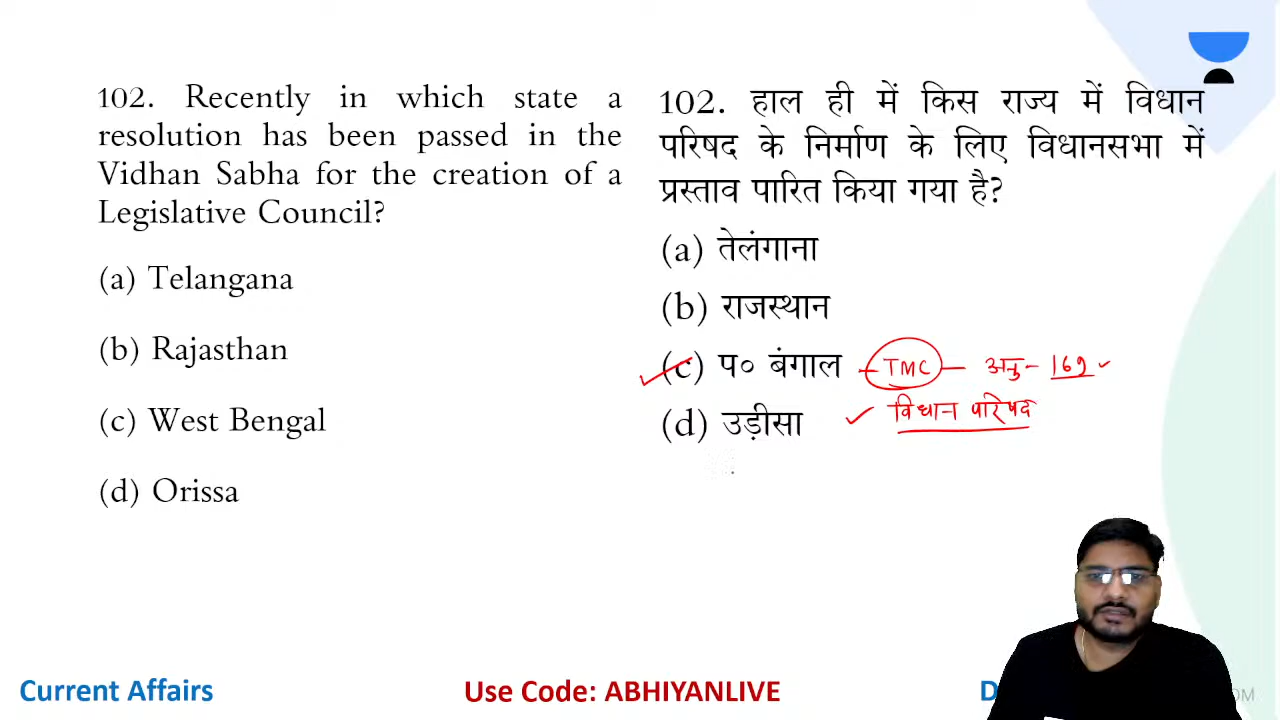 102. Recently in which state a
resolution has been passed in the
Vidhan Sabha for the creation of a
Legislative Council?
(a) Telangana
(b) Rajasthan
(c) West Bengal
(d) Orissa
102. हाल ही में किस राज्य में विधान
परिषद के निर्माण के लिए विधानसभा में
प्रस्ताव पारित किया गया है?
(a) तेलंगाना
(b) राजस्थान
(c) प० बंगाल – TMC – अनु – 169
(d) उड़ीसा
विधान परिषद
Current Affairs
Use Code: ABHIYANLIVE